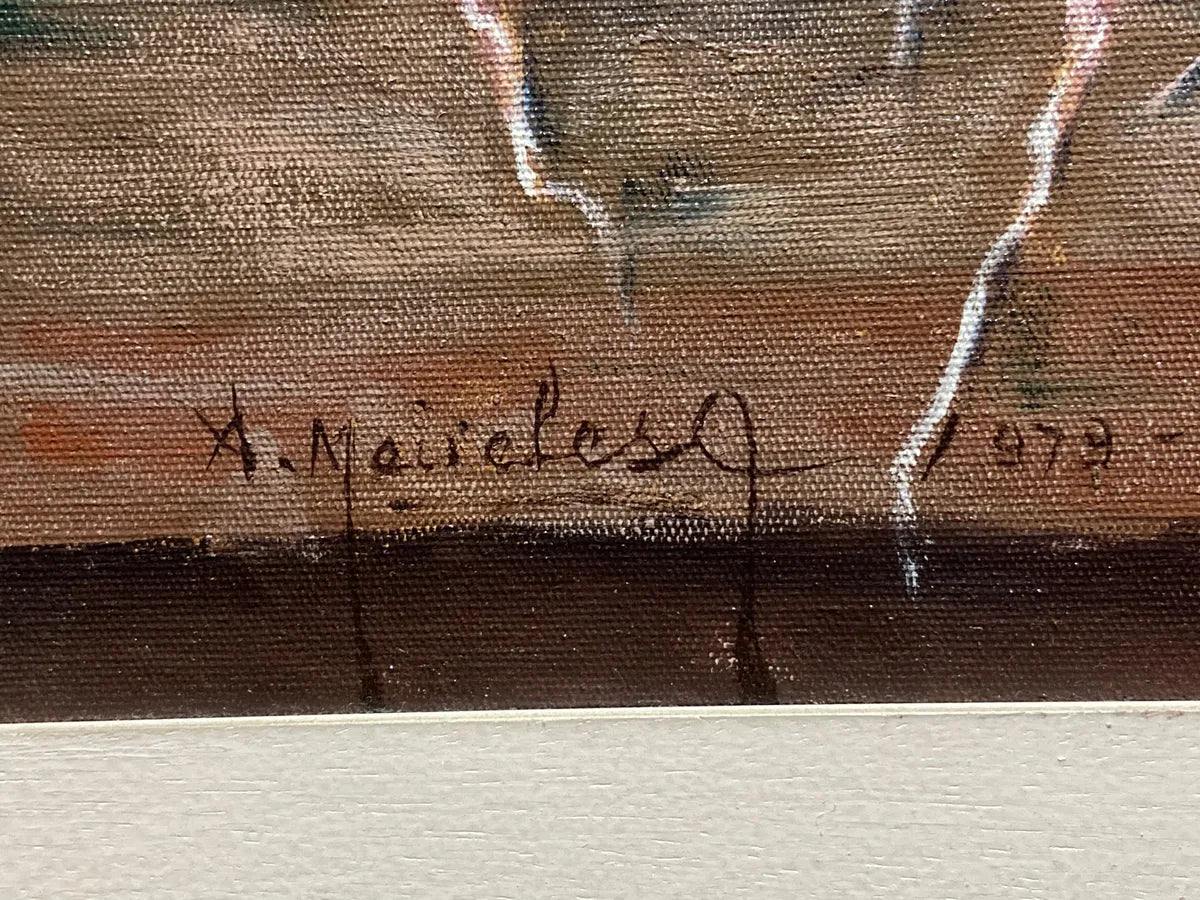 A. Meireles 1979 -